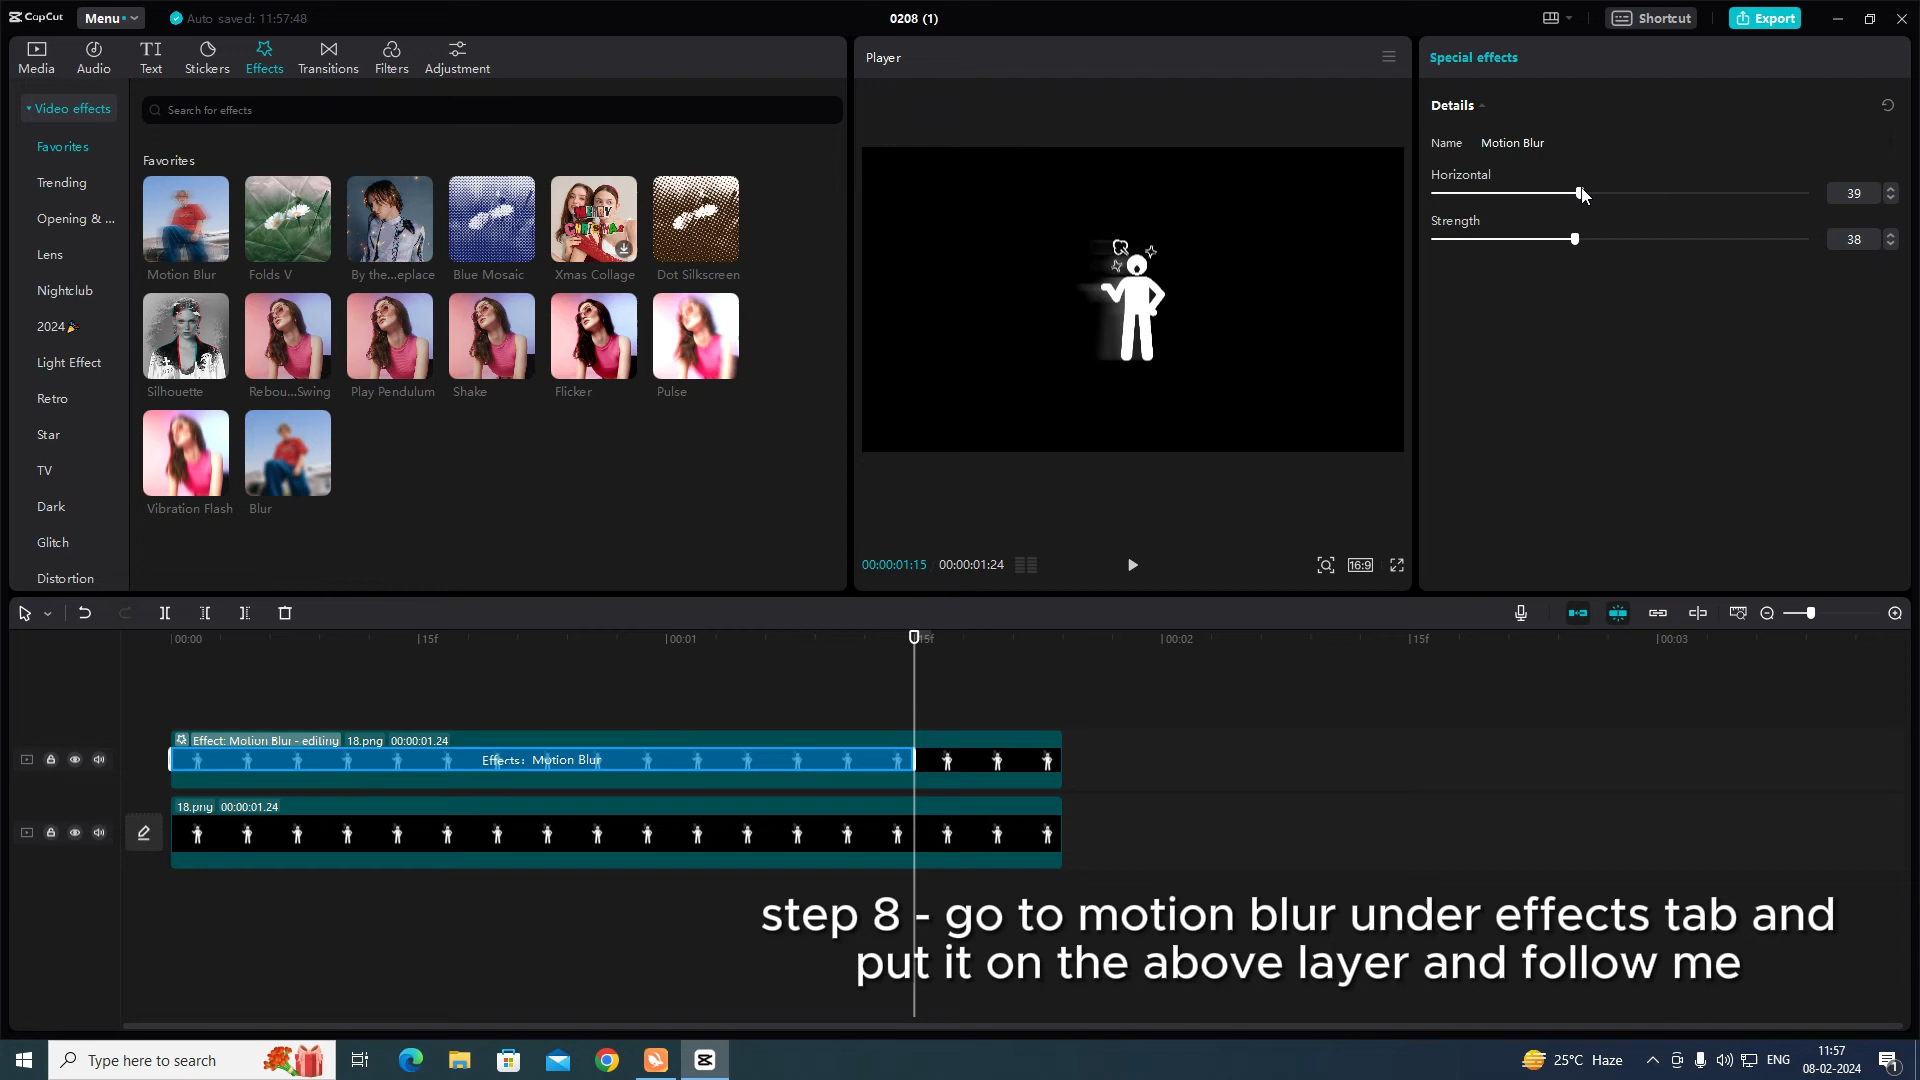 CapCut
Menu
Auto saved: 11:57:48
0208 (1)
Shortcut
Export
Media
Audio
Text
Stickers
Effects
Transitions
Filters
Adjustment
Video effects
Favorites
Trending
Opening & ...
Lens
Nightclub
2024
Light Effect
Retro
Star
TV
Dark
Glitch
Distortion
Search for effects
Favorites
Motion Blur
Folds V
By the...eplace
Blue Mosaic
Xmas Collage
Dot Silkscreen
MERRY
CHRISTMAS
Silhouette
Rebou...Swing
Play Pendulum
Shake
Flicker
Pulse
Vibration Flash
Blur
Player
00:00:01:15
00:00:01:24
16:9
Special effects
Details
Name Motion Blur
Horizontal
39
Strength
38
00:00
15f
00:01
15f
00:02
15f
00:03
Effect: Motion Blur - editing 18.png 00:00:01.24
Effects: Motion Blur
18.png 00:00:01.24
step 8 - go to motion blur under effects tab and
put it on the above layer and follow me
Type here to search
25°C Haze
ENG
11:57
08-02-2024
1